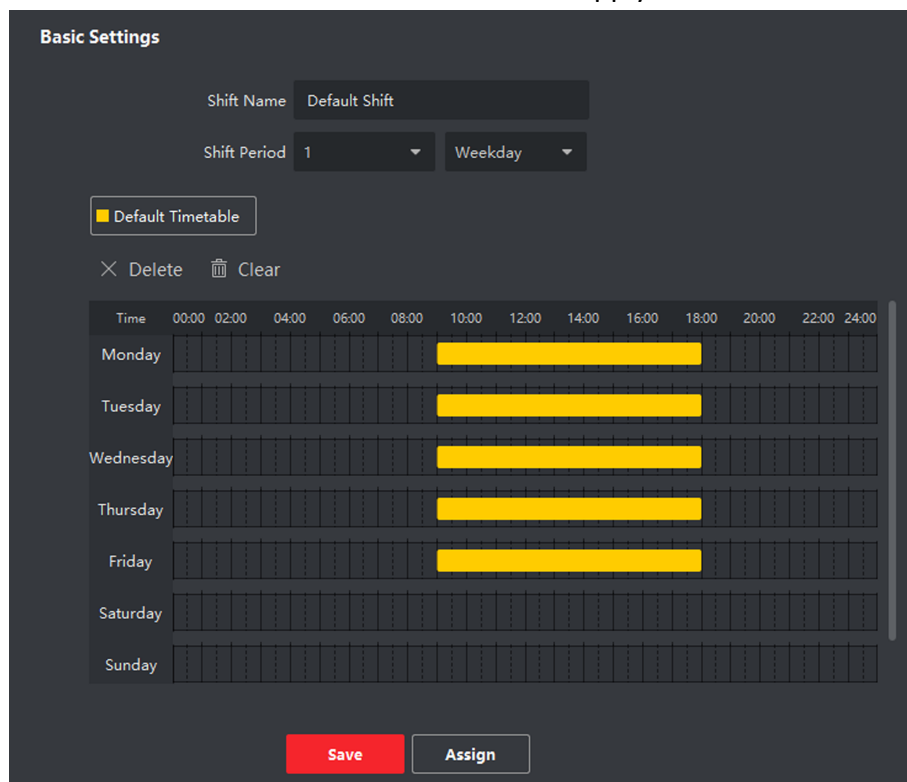 Basic Settings
Shift Name Default Shift
Shift Period 1 Weekday
Default Timetable
Delete Clear
Time 00:00 02:00 04:00 06:00 08:00 10:00 12:00 14:00 16:00 18:00 20:00 22:00 24:00
Monday
Tuesday
Wednesday
Thursday
Friday
Saturday
Sunday
Save Assign